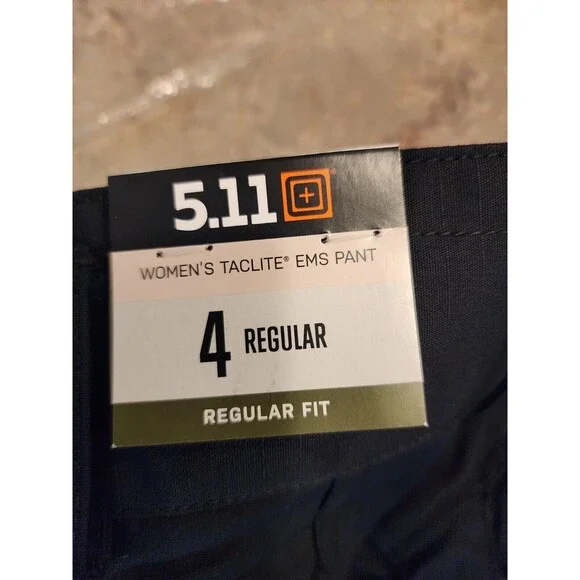 5.11
WOMEN'S TACLITE® EMS PANT
4 REGULAR
REGULAR FIT